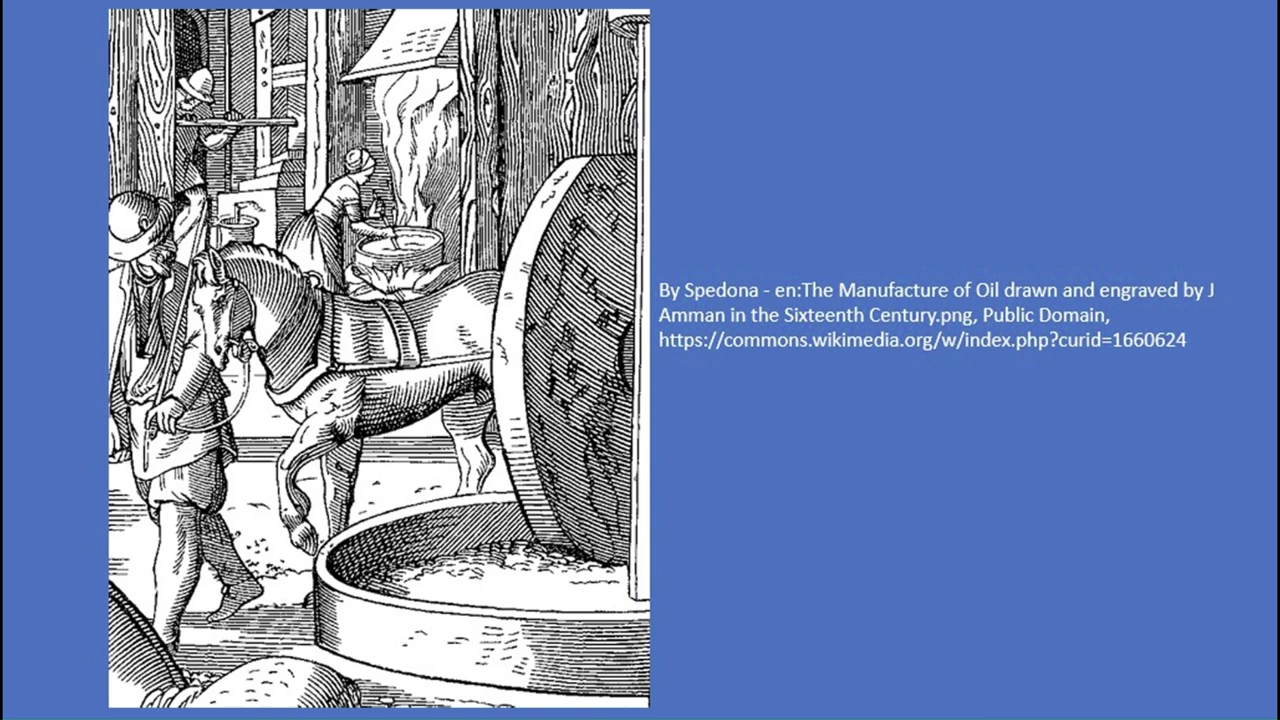 By Spedona - en:The Manufacture of Oil drawn and engraved by J
Amman in the Sixteenth Century.png, Public Domain,
https://commons.wikimedia.org/w/index.php?curid=1660624